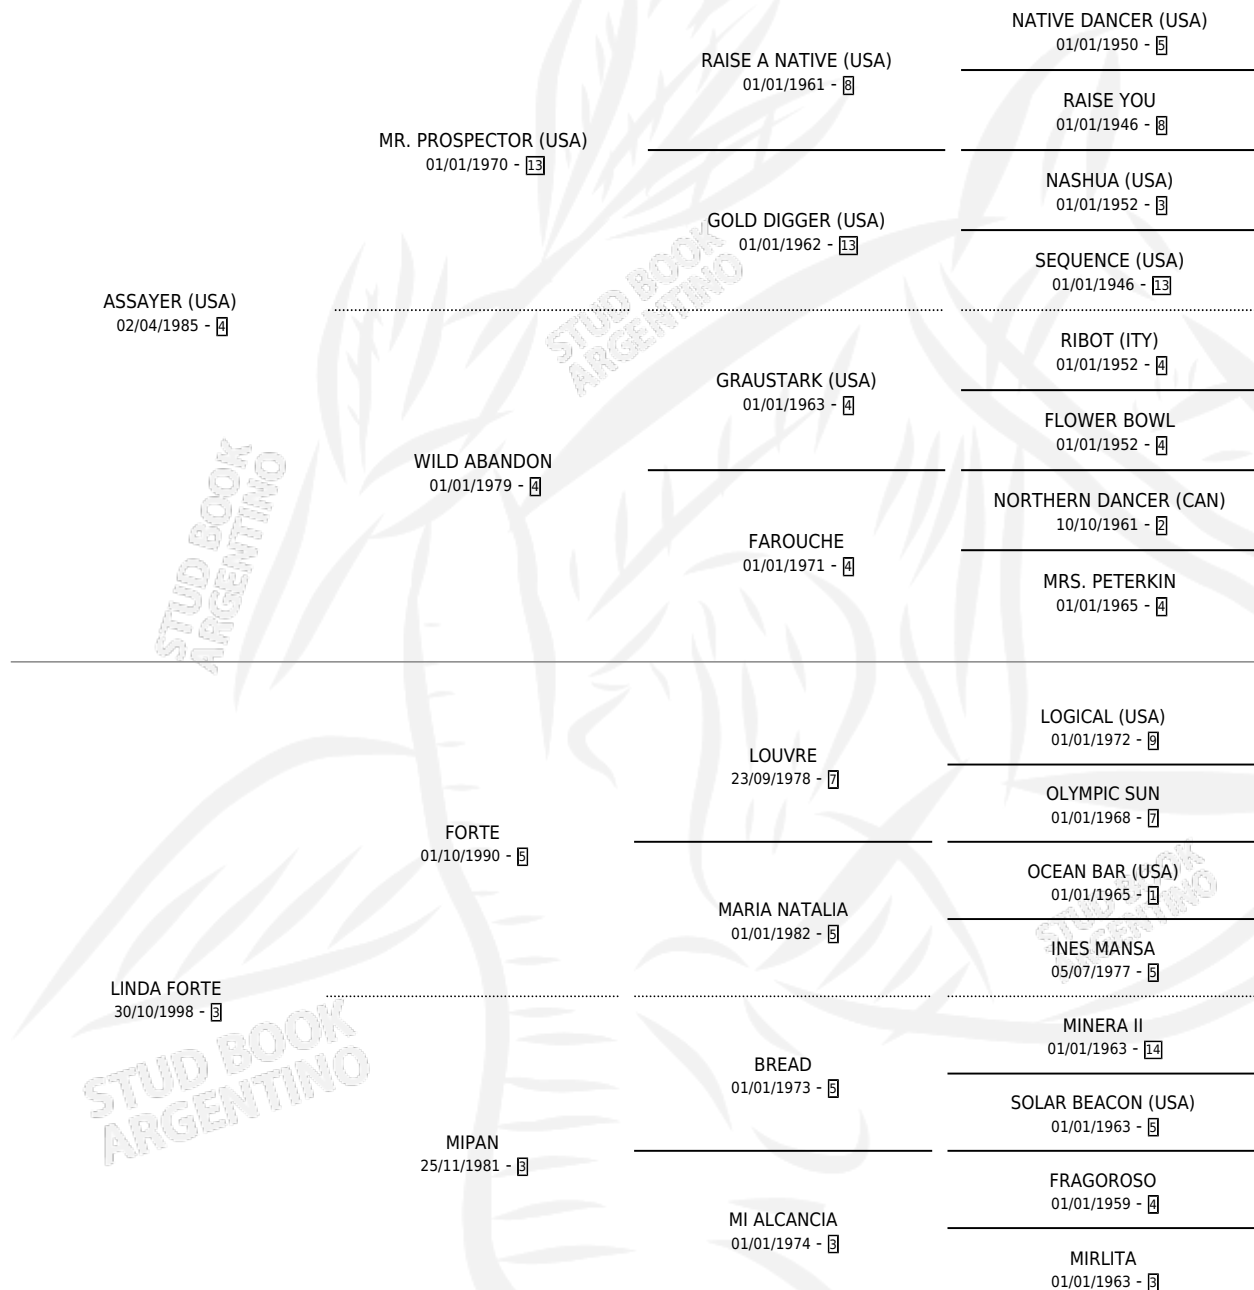 NATIVE DANCER (USA)
01/01/1950 - 5
RAISE A NATIVE (USA)
01/01/1961 - 8
RAISE YOU
01/01/1946 - 8
MR. PROSPECTOR (USA)
01/01/1970 - 13
NASHUA (USA)
01/01/1952 - 3
GOLD DIGGER (USA)
01/01/1962 - 13
SEQUENCE (USA)
01/01/1946 - 13
ASSAYER (USA)
02/04/1985 - 4
RIBOT (ITY)
01/01/1952 - 4
GRAUSTARK (USA)
01/01/1963 - 4
FLOWER BOWL
01/01/1952 - 4
WILD ABANDON
01/01/1979 - 4
NORTHERN DANCER (CAN)
10/10/1961 - 2
FAROUCHE
01/01/1971 - 4
MRS. PETERKIN
01/01/1965 - 4
LOGICAL (USA)
01/01/1972 - 9
LOUVRE
23/09/1978 - 7
OLYMPIC SUN
01/01/1968 - 7
FORTE
01/10/1990 - 5
OCEAN BAR (USA)
01/01/1965 - 1
MARIA NATALIA
01/01/1982 - 5
INES MANSA
05/07/1977 - 5
LINDA FORTE
30/10/1998 - 3
MINERA II
01/01/1963 - 14
BREAD
01/01/1973 - 5
SOLAR BEACON (USA)
01/01/1963 - 5
MIPAN
25/11/1981 - 3
FRAGOROSO
01/01/1959 - 4
MI ALCANCIA
01/01/1974 - 3
MIRLITA
01/01/1963 - 3
STUD BOOK
ARGENTINO
STUD BOOK
ARGENTINO
STUD BOOK
ARGENTINO
STUD BOOK
ARGENTINO